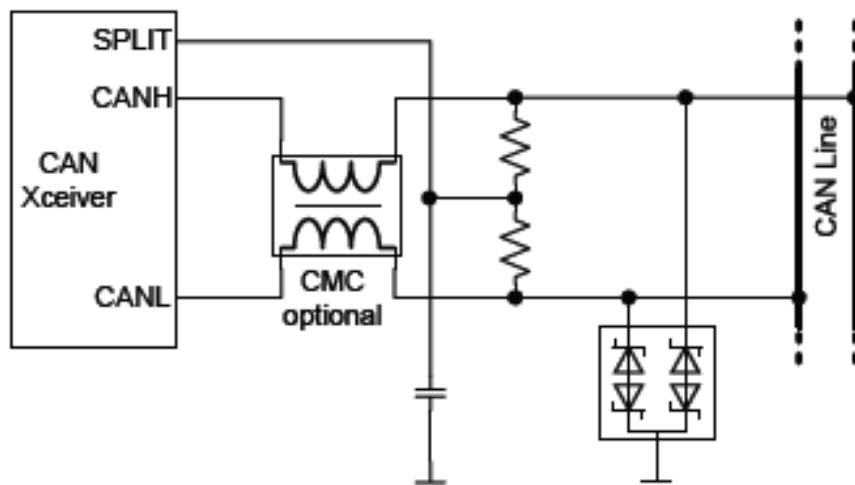 SPLIT
CANH
CAN
Xceiver
CANL
CMC
optional
CAN Line